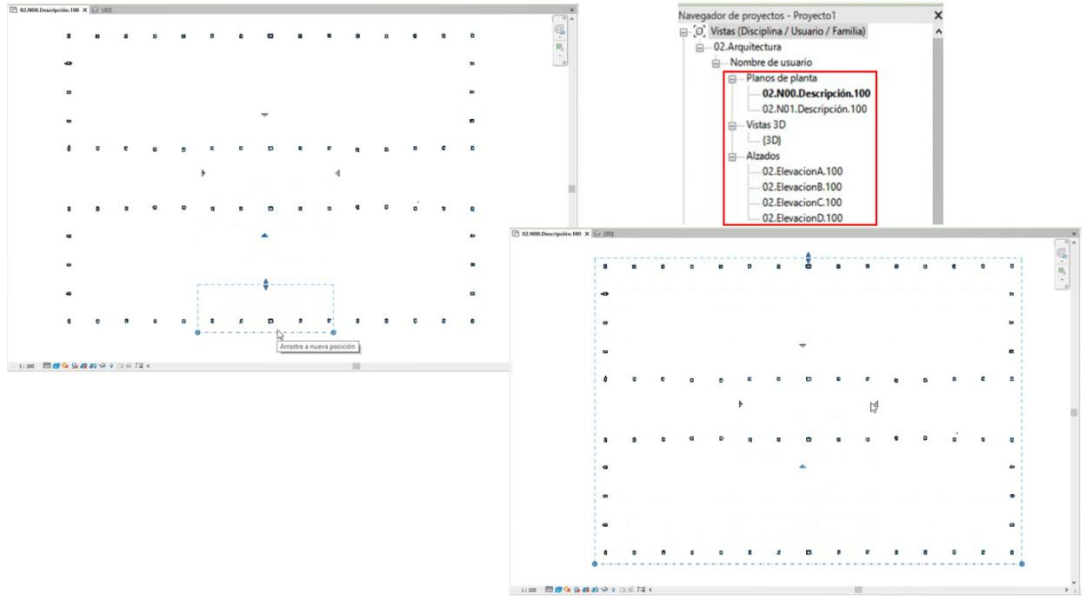 02.N00.Descripción.100
{3D}
Arrastre a nueva posición
1 : 100
Navegador de proyectos - Proyecto1
Vistas (Disciplina / Usuario / Familia)
02.Arquitectura
Nombre de usuario
Planos de planta
02.N00.Descripción.100
02.N01.Descripción.100
Vistas 3D
{3D}
Alzados
02.ElevacionA.100
02.ElevacionB.100
02.ElevacionC.100
02.ElevacionD.100
02.N00.Descripción.100
{3D}
1 : 100